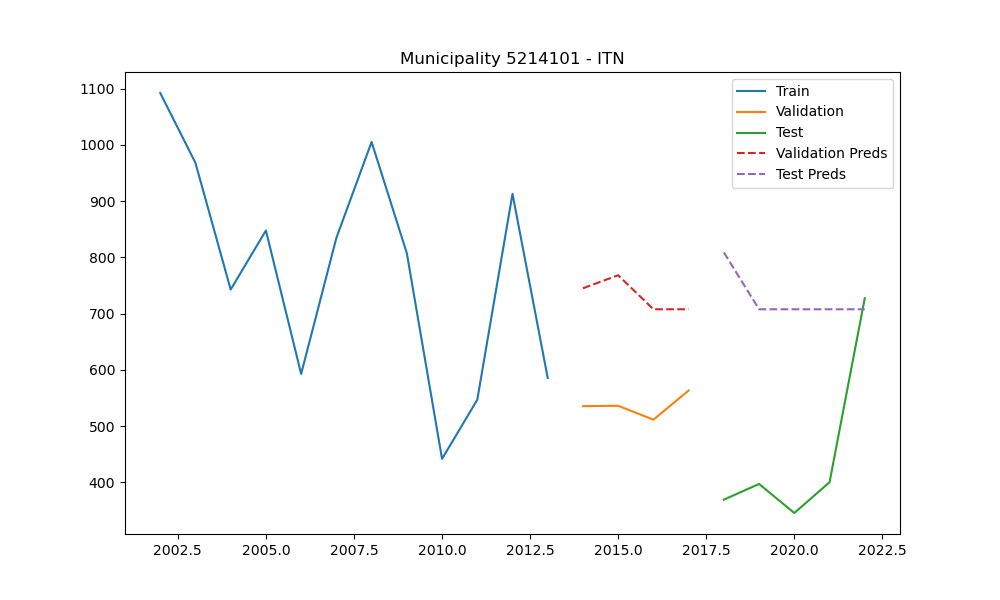 Municipality 5214101 - ITN
Train
Validation
Test
Validation Preds
Test Preds
1100
1000
900
800
700
600
500
400
2002.5 2005.0 2007.5 2010.0 2012.5 2015.0 2017.5 2020.0 2022.5